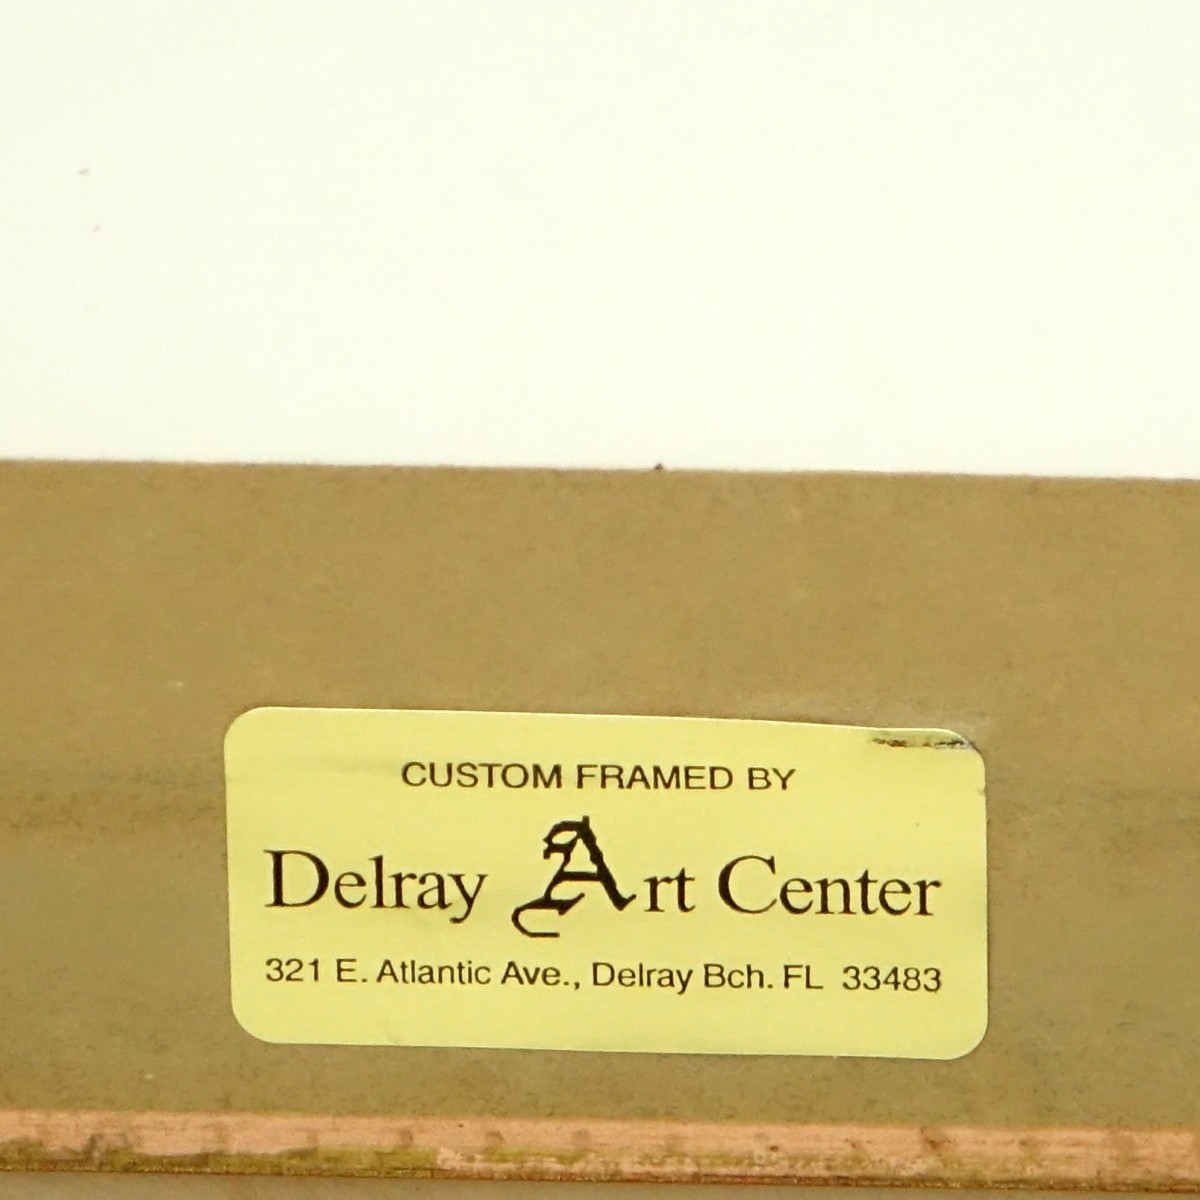 CUSTOM FRAMED BY
Delray Art Center
321 E. Atlantic Ave., Delray Bch. FL 33483